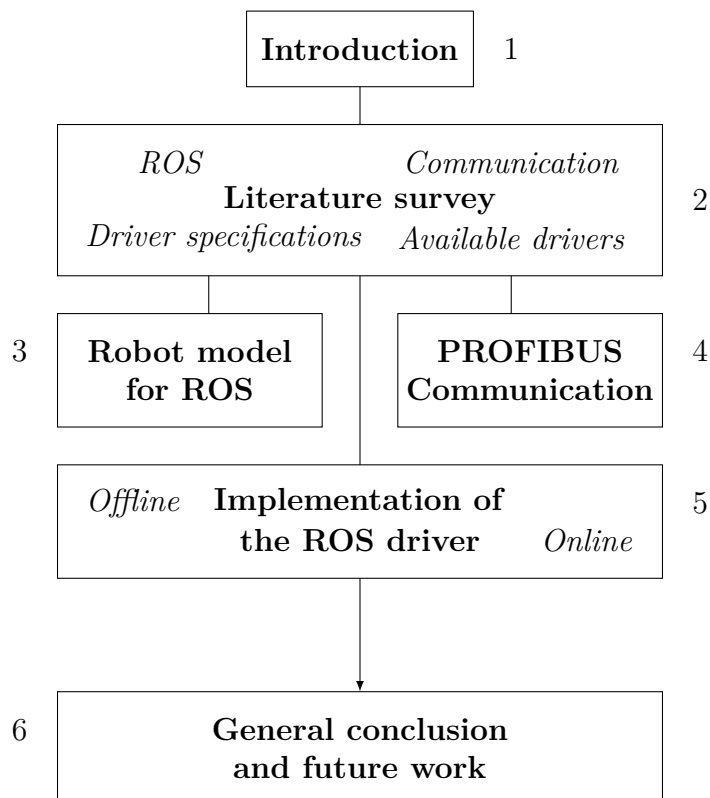 Introduction 1
ROS Communication
Literature survey 2
Driver specifications Available drivers
3 Robot model
for ROS
PROFIBUS 4
Communication
Offline Implementation of 5
the ROS driver Online
6 General conclusion
and future work